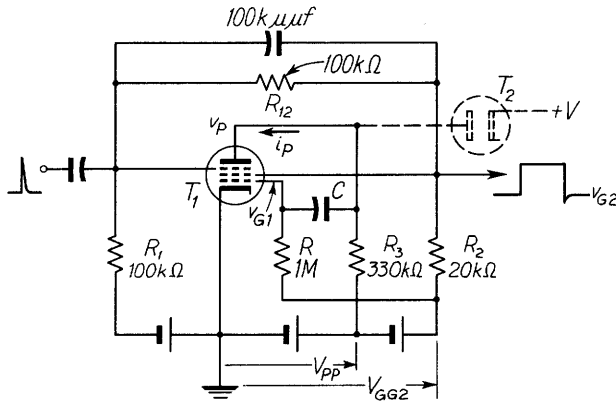 100kμμf
100kΩ
R12
T2
+V
vP
iP
T1
vG1
C
vG2
R1
100kΩ
R
1M
R3
330kΩ
R2
20kΩ
VPP
VGG2